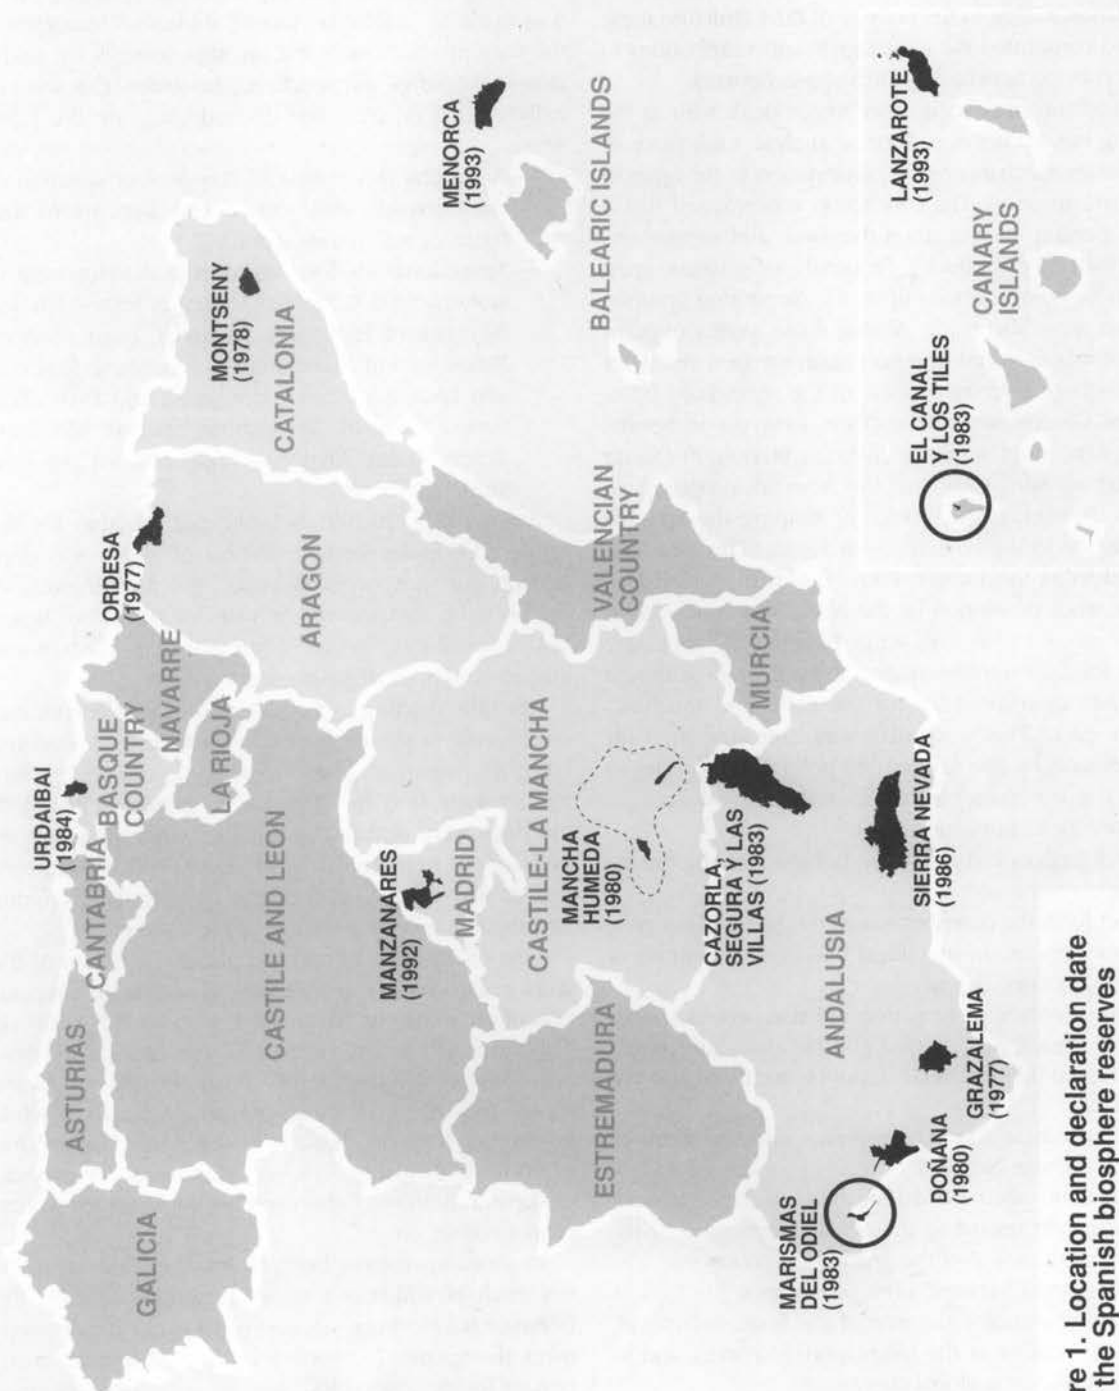 GALICIA
ASTURIAS
CANTABRIA
URDAIBAI
(1984)
BASQUE
COUNTRY
NAVARRE
LA RIOJA
ORDESA
(1977)
MONTSENY
(1978)
CATALONIA
ARAGON
CASTILE AND LEON
MANZANARES
(1992)
MADRID
MENORCA
(1993)
BALEARIC ISLANDS
CASTILE-LA MANCHA
MANCHA
HUMEDA
(1980)
VALENCIAN
COUNTRY
ESTREMADURA
CAZORLA,
SEGURA Y LAS
VILLAS (1983)
MURCIA
MARISMAS
DEL ODIEL
(1983)
ANDALUSIA
DOÑANA
(1980)
GRAZALEMA
(1977)
SIERRA NEVADA
(1986)
EL CANAL
Y LOS TILES
(1983)
LANZAROTE
(1993)
CANARY
ISLANDS
re 1. Location and declaration date
the Spanish biosphere reserves